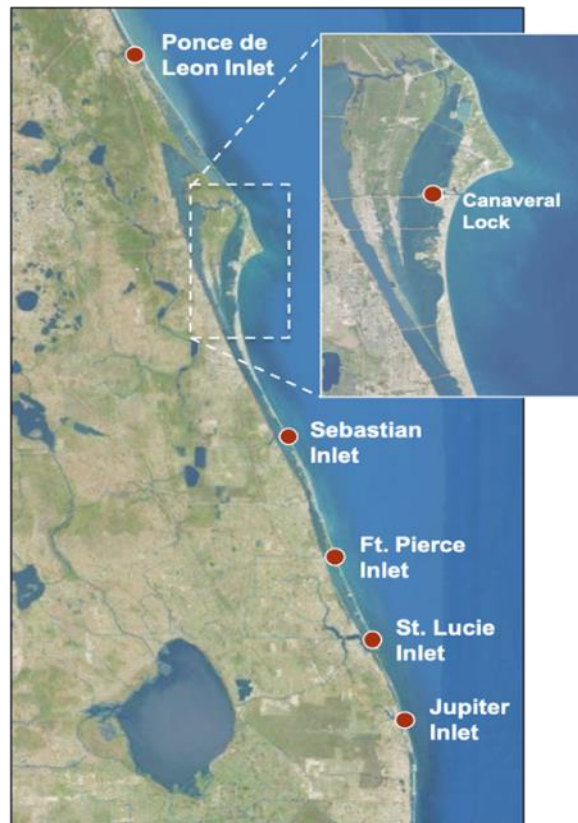 Ponce de
Leon Inlet
Canaveral
Lock
Sebastian
Inlet
Ft. Pierce
Inlet
St. Lucie
Inlet
Jupiter
Inlet